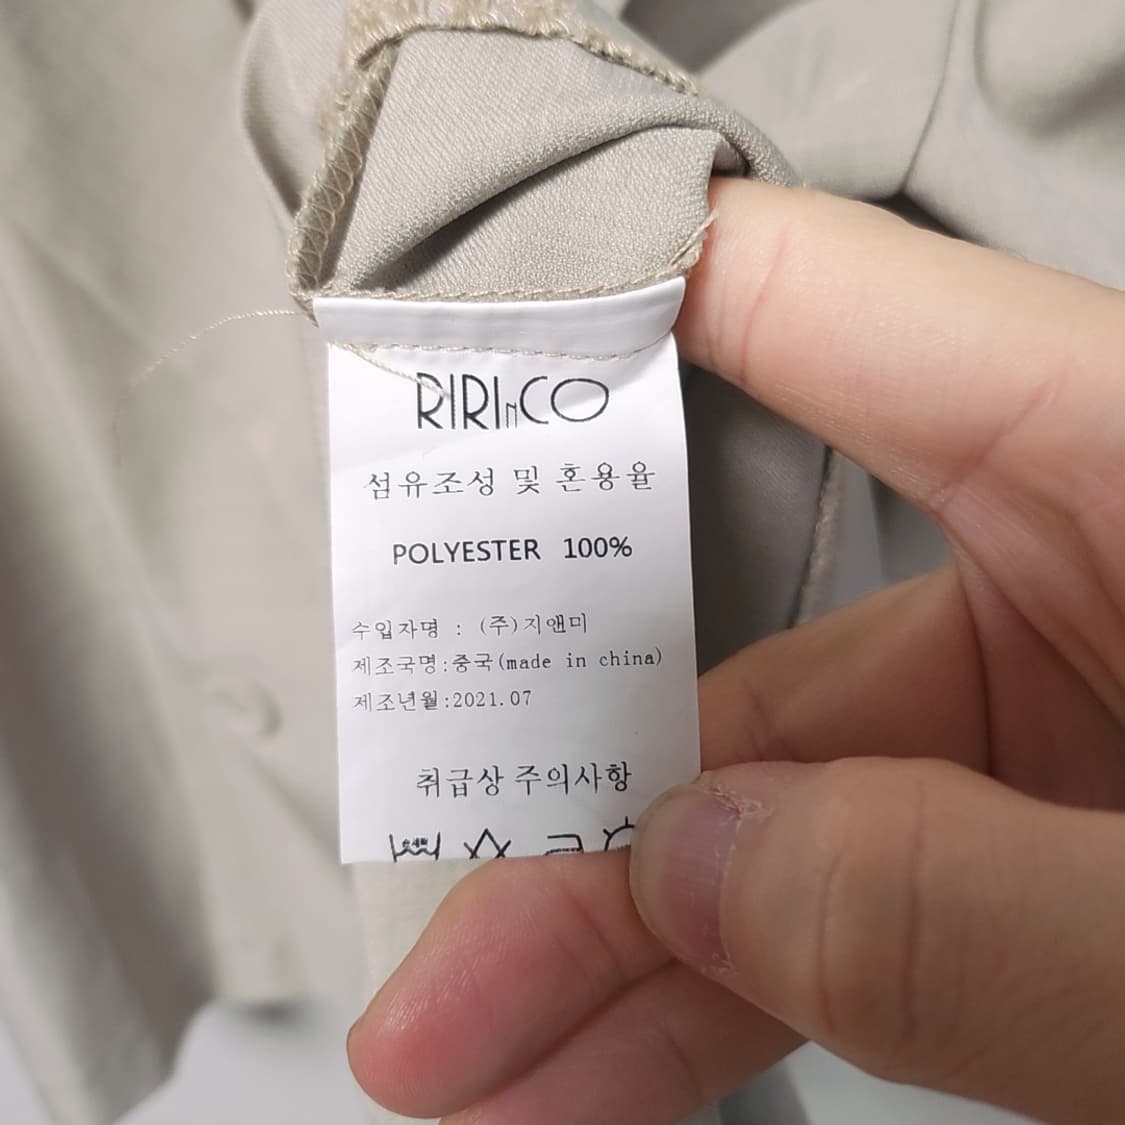 RIRInCO
섬유조성 및 혼용율
POLYESTER 100%
수입자명 : (주)지앤미
제조국명:중국(made in china)
제조년월:2021.07
취급상 주의사항